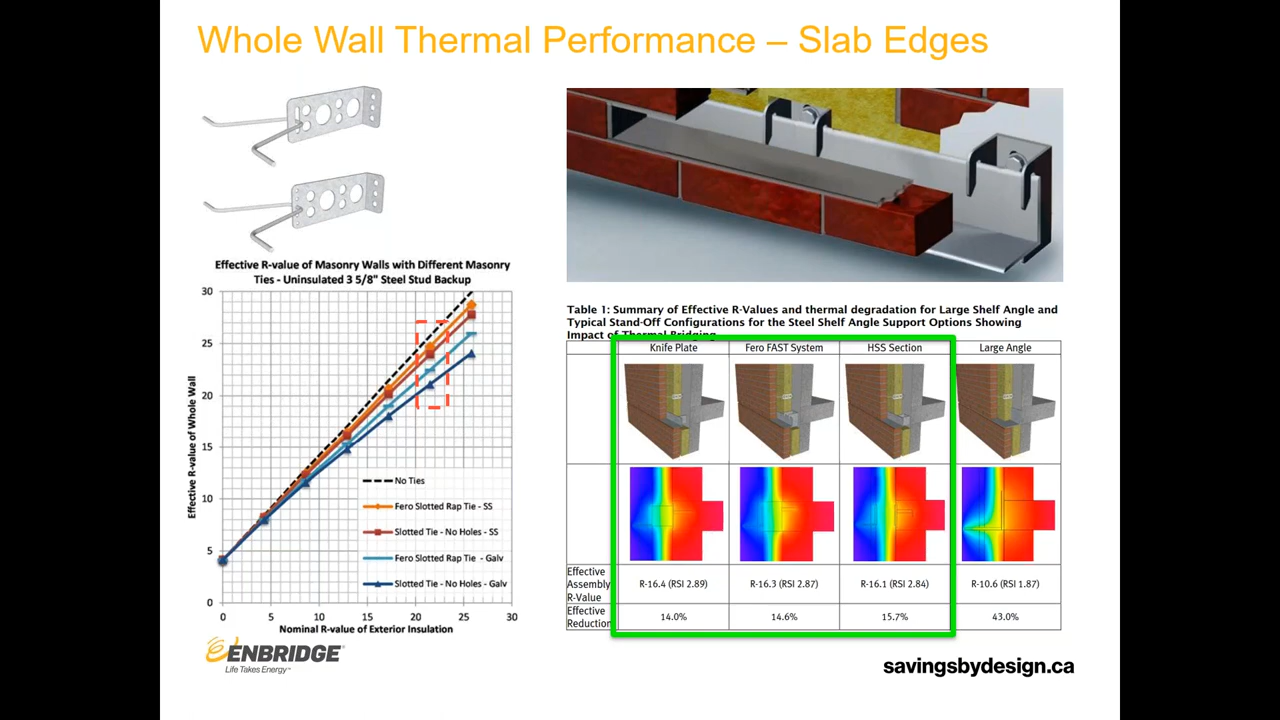 Whole Wall Thermal Performance – Slab Edges
Effective R-value of Masonry Walls with Different Masonry
Ties - Uninsulated 3 5/8" Steel Stud Backup
Effective R-value of Whole Wall
30
25
20
15
10
5
0
No Ties
Fero Slotted Rap Tie - SS
Slotted Tie - No Holes - SS
Fero Slotted Rap Tie - Galv
Slotted Tie - No Holes - Galv
0 5 10 15 20 25 30
Nominal R-value of Exterior Insulation
Table 1: Summary of Effective R-Values and thermal degradation for Large Shelf Angle and
Typical Stand-Off Configurations for the Steel Shelf Angle Support Options Showing
Impact of Thermal Bridging
Knife Plate Fero FAST System HSS Section Large Angle
Effective
Assembly
R-Value
R-16.4 (RSI 2.89) R-16.3 (RSI 2.87) R-16.1 (RSI 2.84) R-10.6 (RSI 1.87)
Effective
Reduction
14.0% 14.6% 15.7% 43.0%
ENBRIDGE
Life Takes Energy™
savingsbydesign.ca